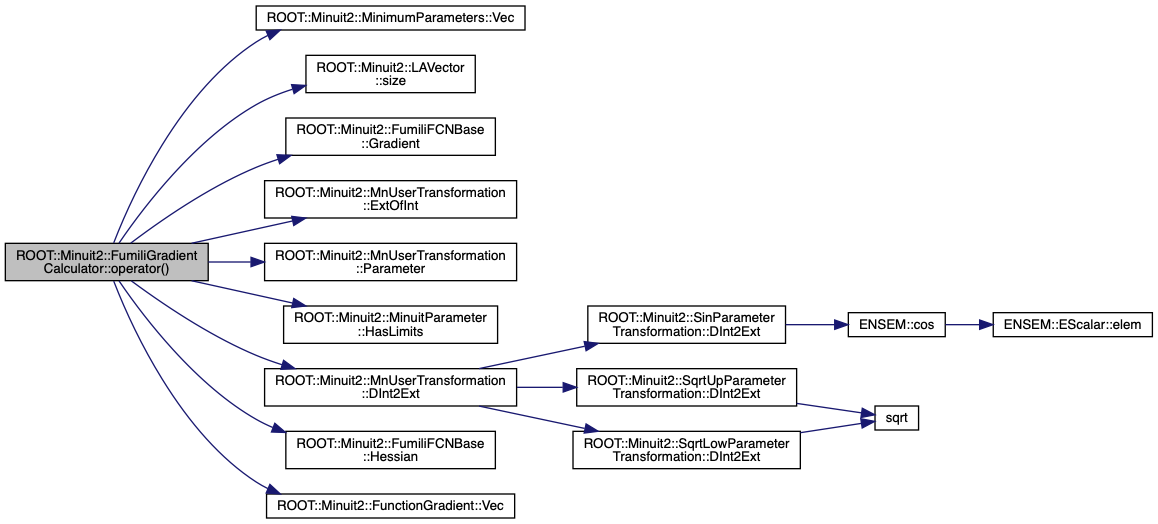 ROOT::Minuit2::MinimumParameters::Vec
ROOT::Minuit2::LAVector
::size
ROOT::Minuit2::FumiliFCNBase
::Gradient
ROOT::Minuit2::MnUserTransformation
::ExtOfInt
ROOT::Minuit2::FumiliGradient
Calculator::operator()
ROOT::Minuit2::MnUserTransformation
::Parameter
ROOT::Minuit2::MinuitParameter
::HasLimits
ROOT::Minuit2::MnUserTransformation
::DInt2Ext
ROOT::Minuit2::FumiliFCNBase
::Hessian
ROOT::Minuit2::FunctionGradient::Vec
ROOT::Minuit2::SinParameter
Transformation::DInt2Ext
ROOT::Minuit2::SqrtUpParameter
Transformation::DInt2Ext
ROOT::Minuit2::SqrtLowParameter
Transformation::DInt2Ext
ENSEM::cos
ENSEM::EScalar::elem
sqrt